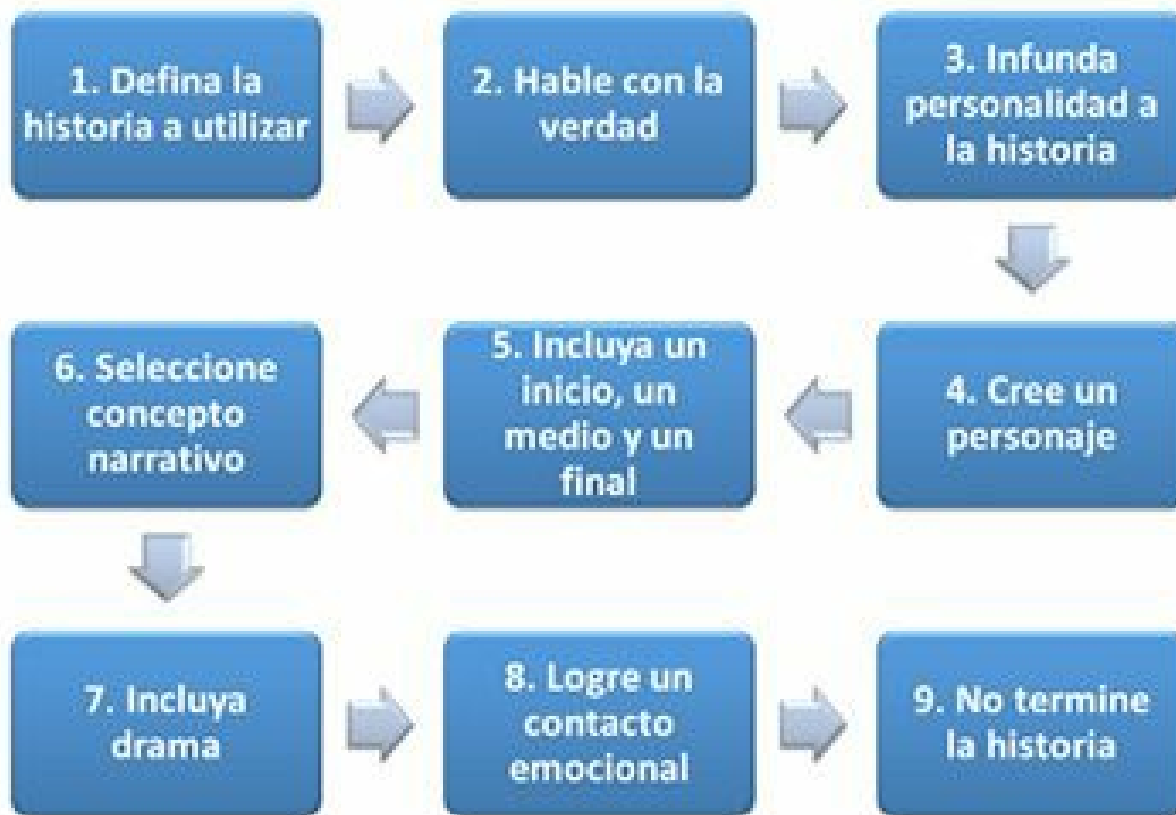 1. Defina la
historia a utilizar
2. Hable con la
verdad
3. Infunda
personalidad a
la historia
4. Cree un
personaje
5. Incluya un
inicio, un
medio y un
final
6. Seleccione
concepto
narrativo
7. Incluya
drama
8. Logre un
contacto
emocional
9. No termine
la historia